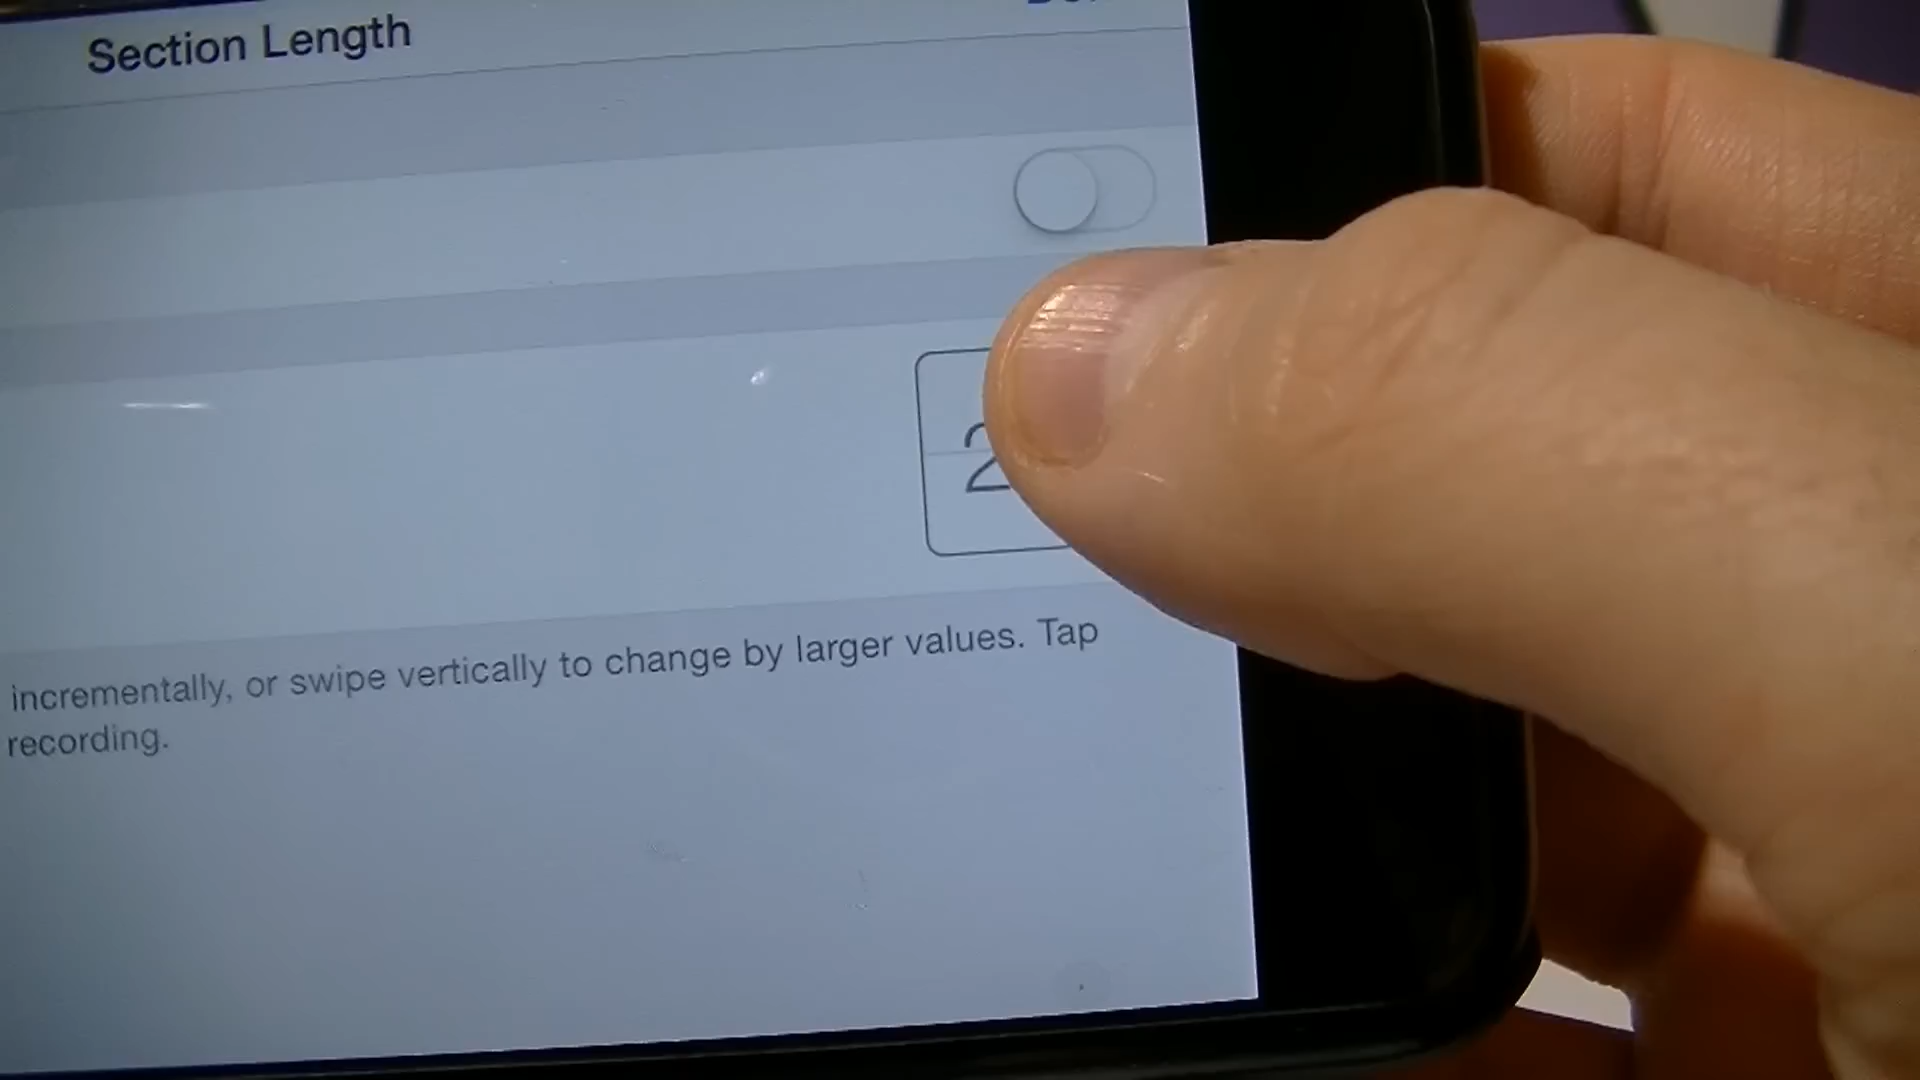 Section Length
2
incrementally, or swipe vertically to change by larger values. Tap
recording.